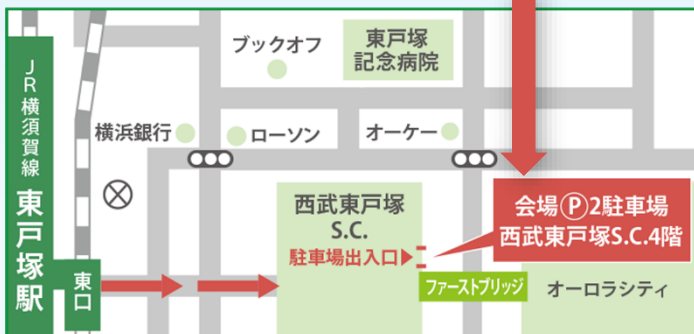 JR横須賀線
東戸塚駅
東口
ブックオフ
東戸塚
記念病院
横浜銀行
ローソン
オーケー
西武東戸塚
S.C.
駐車場出入口▶
会場Ⓟ2駐車場
西武東戸塚S.C.4階
ファーストブリッジ
オーロラシティ